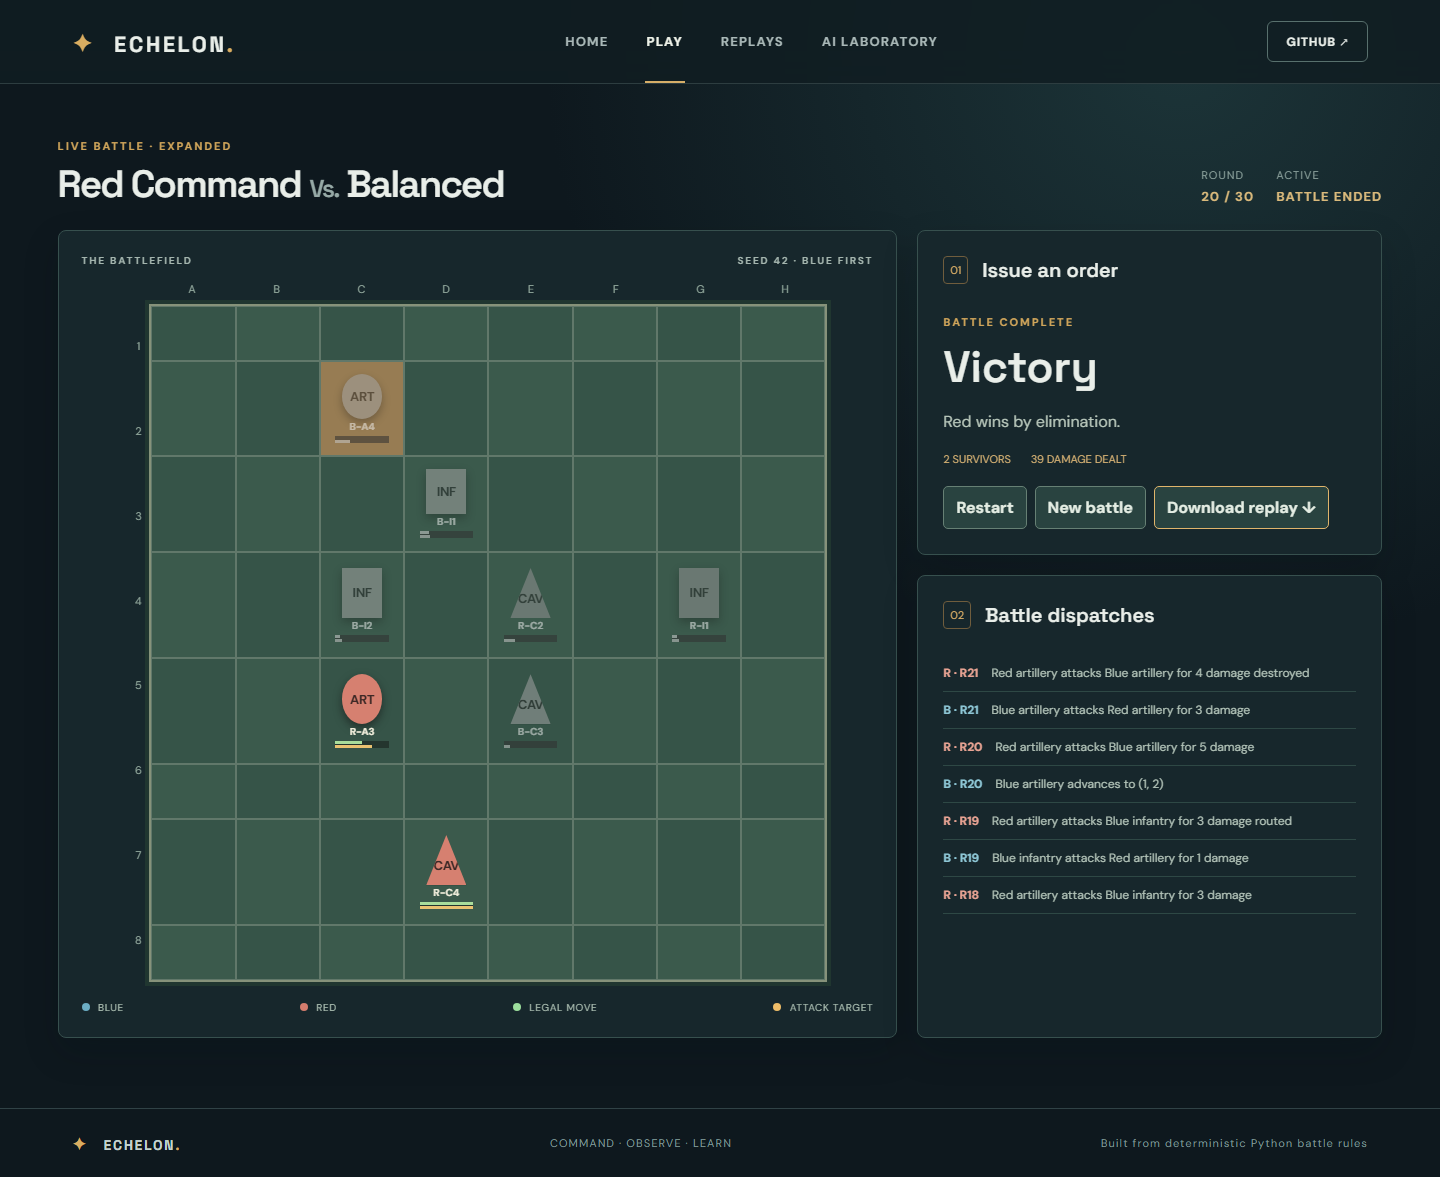 ECHELON.
HOME
PLAY
REPLAYS
AI LABORATORY
GITHUB ↗
LIVE BATTLE · EXPANDED
Red Command Vs. Balanced
ROUND
20 / 30
ACTIVE
BATTLE ENDED
THE BATTLEFIELD
SEED 42 · BLUE FIRST
A B C D E F G H
1
ART
2
B-A4
INF
3
B-I1
INF CAV INF
4
B-I2 R-C2 R-I1
5
ART CAV
R-A3 B-C3
6
7
CAV
R-C4
8
BLUE
RED
LEGAL MOVE
ATTACK TARGET
01 Issue an order
BATTLE COMPLETE
Victory
Red wins by elimination.
2 SURVIVORS 39 DAMAGE DEALT
Restart
New battle
Download replay ↓
02 Battle dispatches
R · R21 Red artillery attacks Blue artillery for 4 damage destroyed
B · R21 Blue artillery attacks Red artillery for 3 damage
R · R20 Red artillery attacks Blue artillery for 5 damage
B · R20 Blue artillery advances to (1, 2)
R · R19 Red artillery attacks Blue infantry for 3 damage routed
B · R19 Blue infantry attacks Red artillery for 1 damage
R · R18 Red artillery attacks Blue infantry for 3 damage
ECHELON.
COMMAND · OBSERVE · LEARN
Built from deterministic Python battle rules